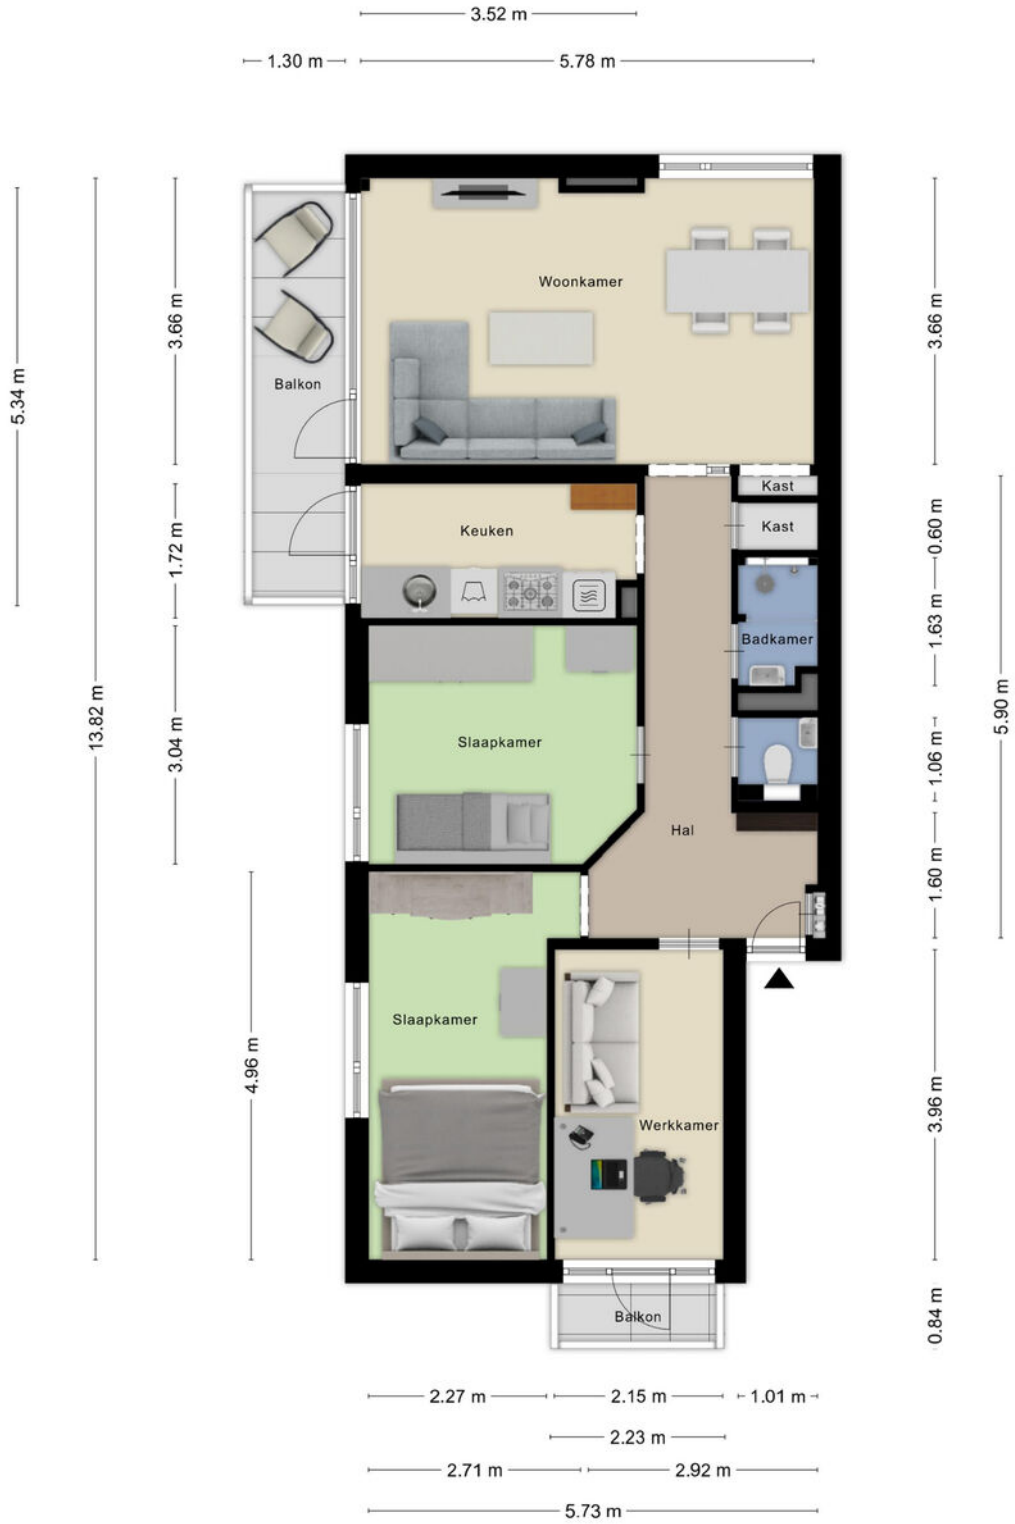 3.52 m
1.30 m
5.78 m
5.34 m
13.82 m
3.66 m
3.66 m
Woonkamer
Balkon
Kast
Kast
0.60 m
Keuken
1.72 m
1.63 m
Badkamer
5.90 m
3.04 m
Slaapkamer
1.06 m
Hal
1.60 m
Slaapkamer
4.96 m
Werkkamer
3.96 m
Balkon
0.84 m
2.27 m
2.15 m
1.01 m
2.23 m
2.71 m
2.92 m
5.73 m